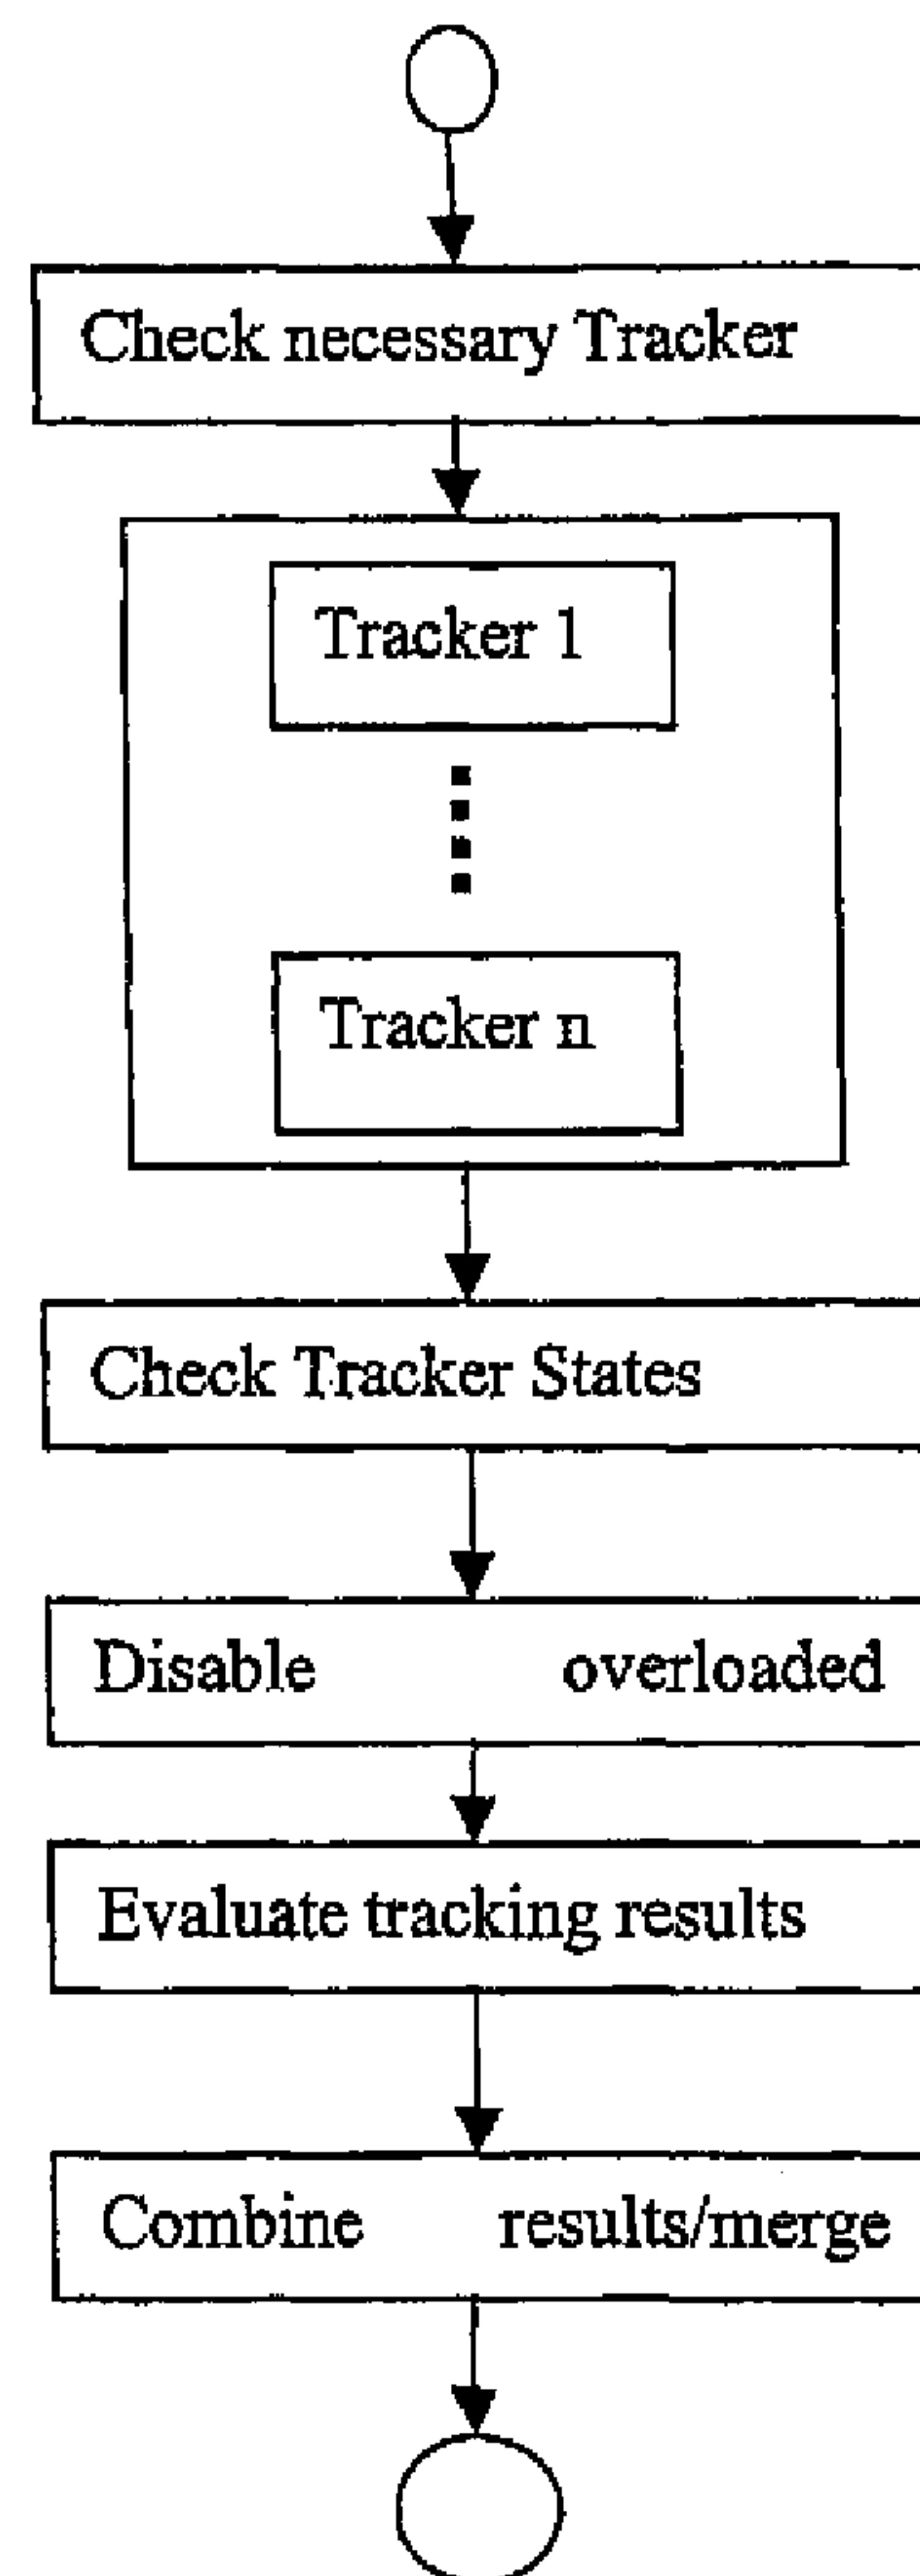 Check necessary Tracker
Tracker 1
Tracker n
Check Tracker States
Disable overloaded
Evaluate tracking results
Combine results/merge